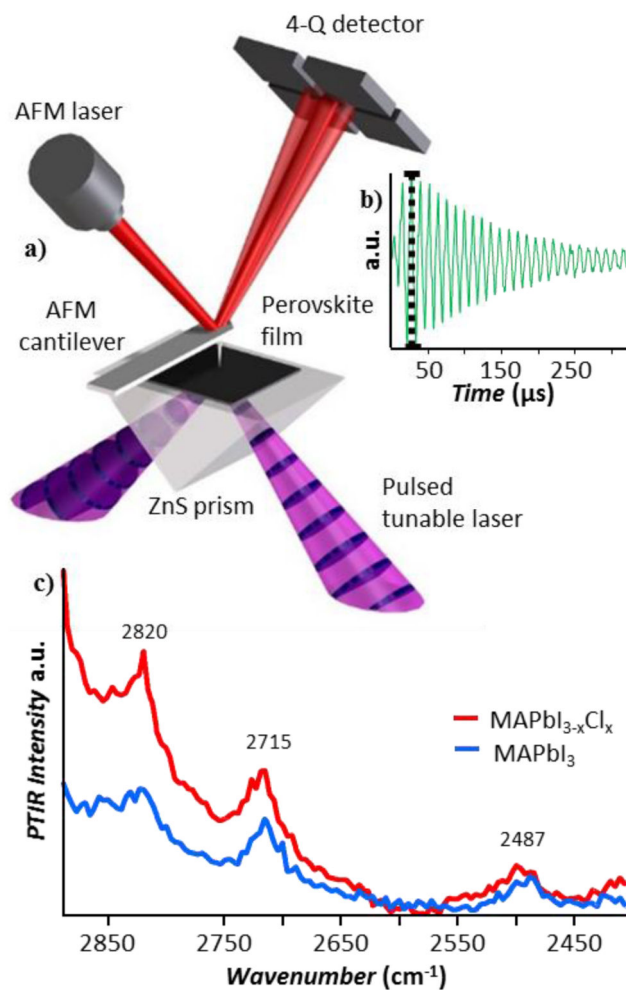 4-Q detector
AFM laser
a)
b)
a.u.
50
150
250
Time (µs)
AFM
cantilever
Perovskite
film
ZnS prism
Pulsed
tunable laser
c)
2820
2715
2487
MAPbI3-xClx
MAPbI3
PTIR Intensity a.u.
2850
2750
2650
2550
2450
Wavenumber (cm-1)